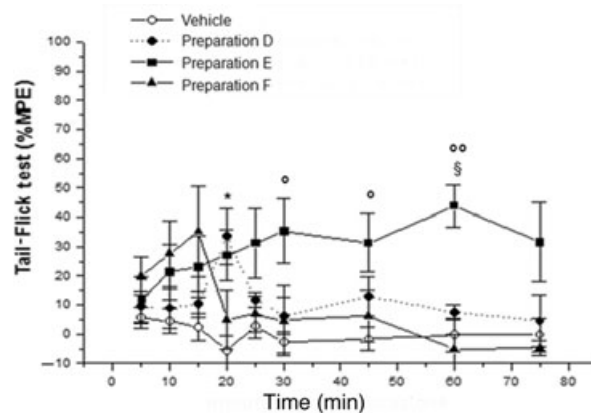 Vehicle
Preparation D
Preparation E
Preparation F
Tail-Flick test (%MPE)
100
90
80
70
60
50
40
30
20
10
0
−10
*
§
0 10 20 30 40 50 60 70 80
Time (min)